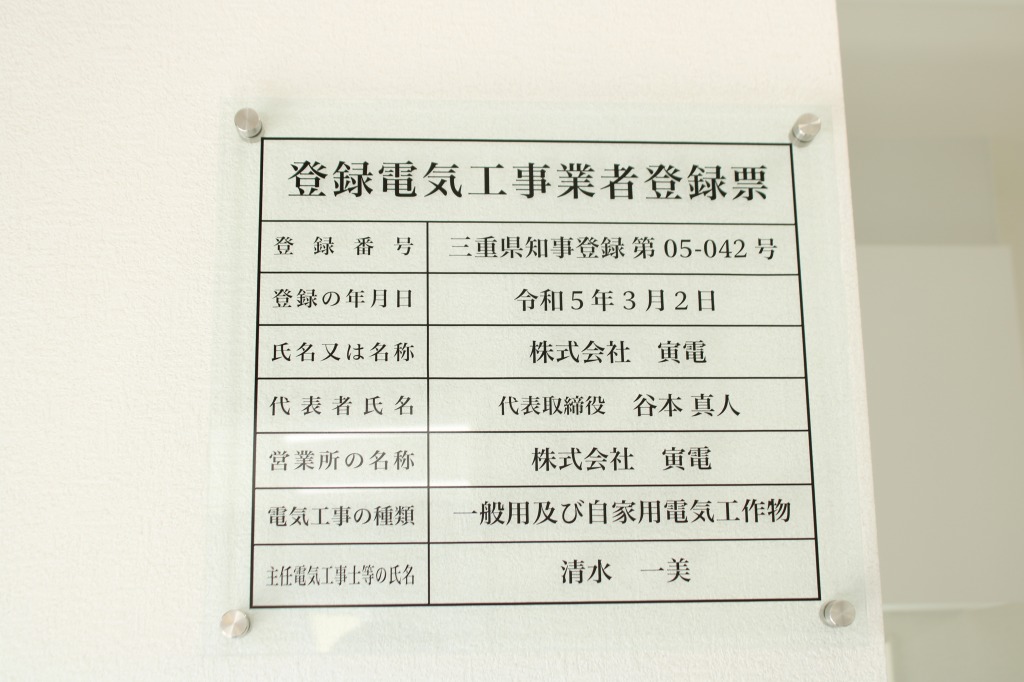 登録電気工事業者登録票
登録番号 三重県知事登録 第 05-042 号
登録の年月日 令和５年３月２日
氏名又は名称 株式会社　寅電
代表者氏名 代表取締役　谷本 真人
営業所の名称 株式会社　寅電
電気工事の種類 一般用及び自家用電気工作物
主任電気工事士等の氏名 清水　一美